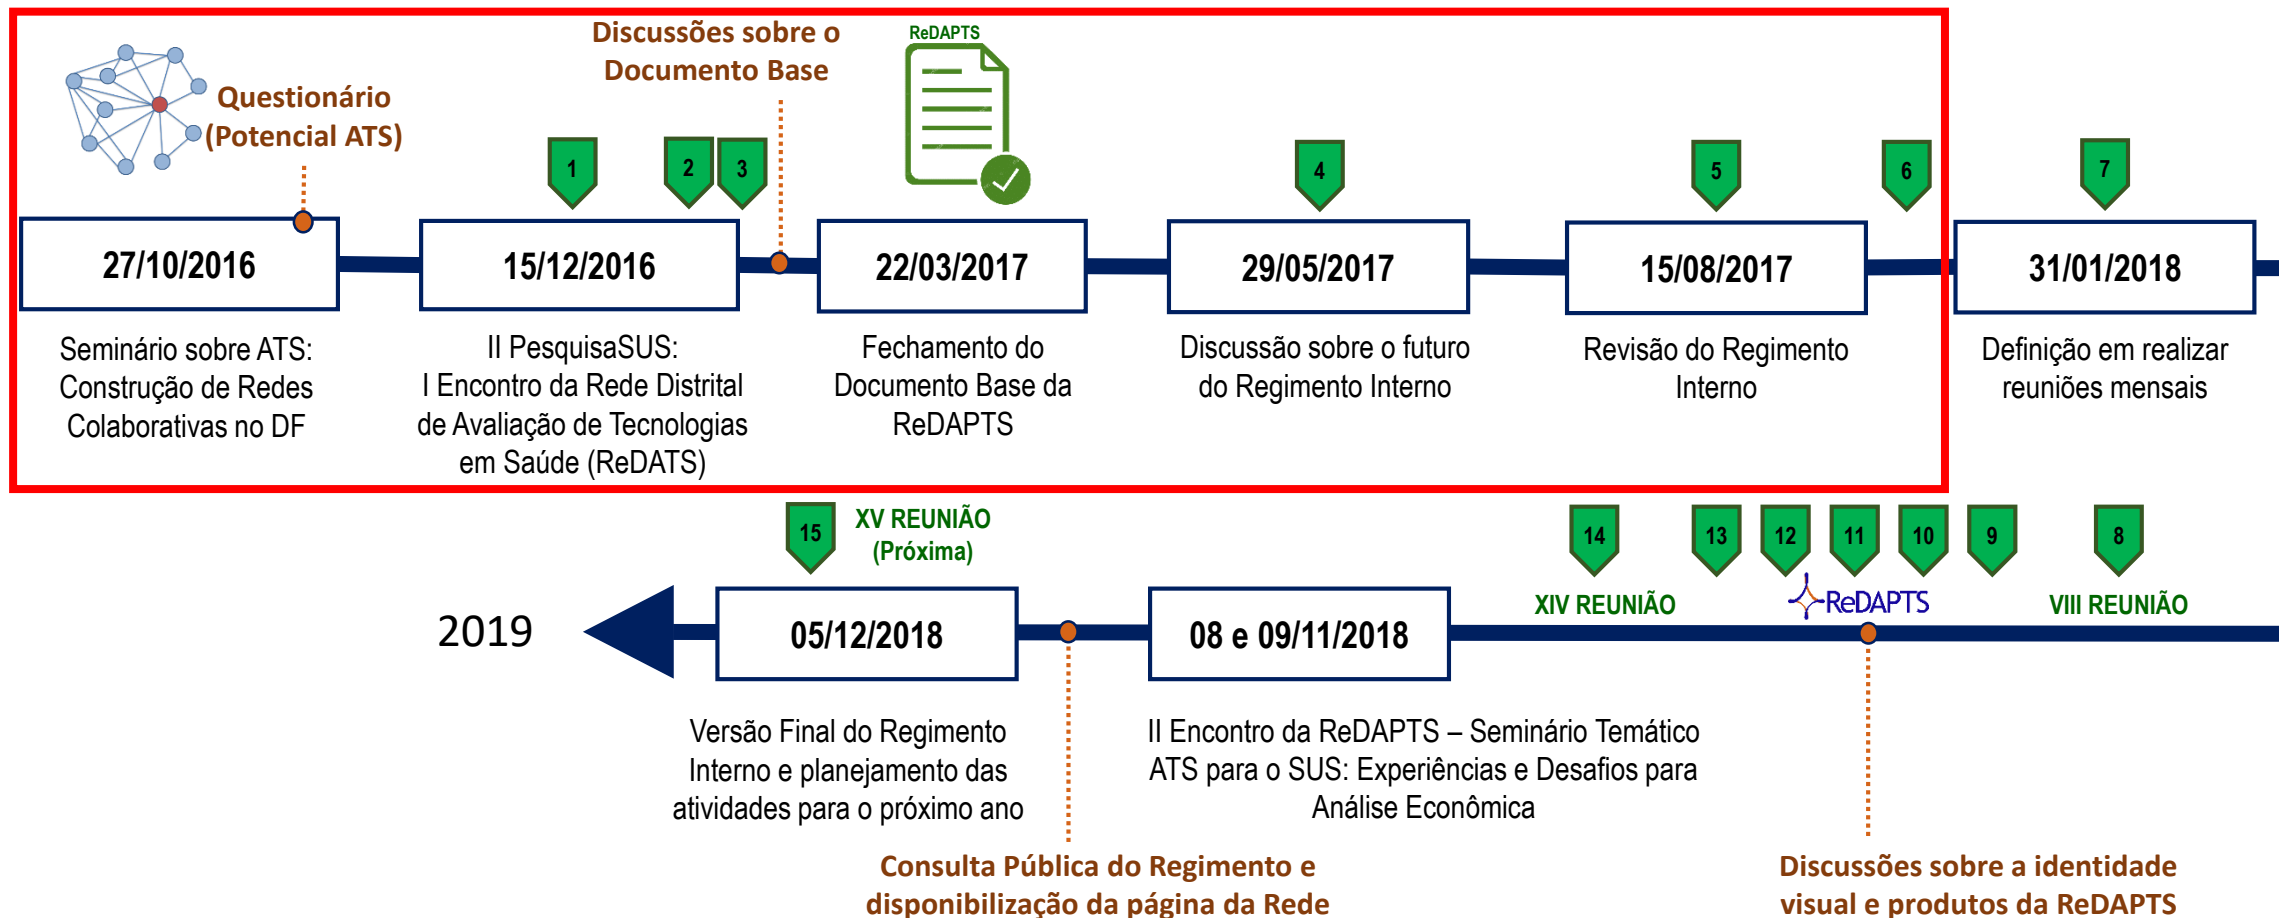 Discussões sobre o
Documento Base
ReDAPTS
Questionário
(Potencial ATS)
1
2
3
4
5
6
7
27/10/2016
15/12/2016
22/03/2017
29/05/2017
15/08/2017
31/01/2018
Seminário sobre ATS:
Construção de Redes
Colaborativas no DF
II PesquisaSUS:
I Encontro da Rede Distrital
de Avaliação de Tecnologias
em Saúde (ReDATS)
Fechamento do
Documento Base da
ReDAPTS
Discussão sobre o futuro
do Regimento Interno
Revisão do Regimento
Interno
Definição em realizar
reuniões mensais
15
XV REUNIÃO
(Próxima)
14
13
12
11
10
9
8
XIV REUNIÃO
ReDAPTS
VIII REUNIÃO
2019
05/12/2018
08 e 09/11/2018
Versão Final do Regimento
Interno e planejamento das
atividades para o próximo ano
II Encontro da ReDAPTS – Seminário Temático
ATS para o SUS: Experiências e Desafios para
Análise Econômica
Consulta Pública do Regimento e
disponibilização da página da Rede
Discussões sobre a identidade
visual e produtos da ReDAPTS